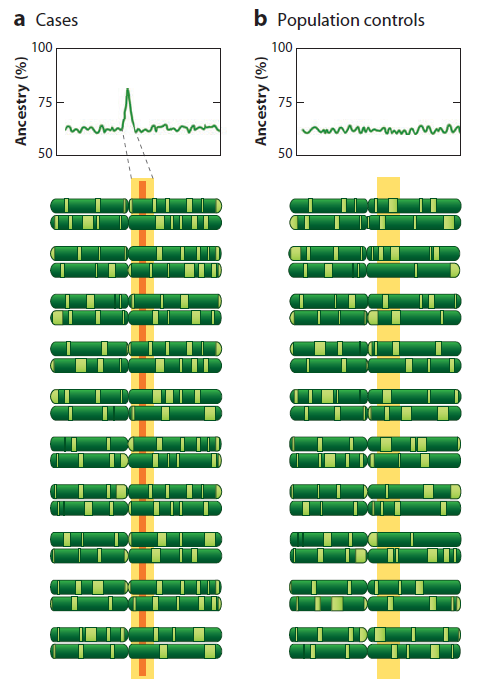 a Cases
100
75
50
Ancestry (%)
b Population controls
100
75
50
Ancestry (%)